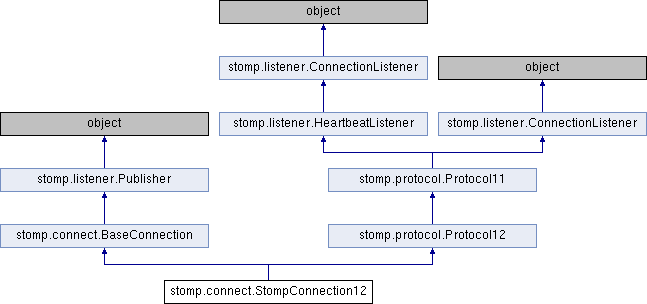 object
stomp.listener.ConnectionListener
object
object
stomp.listener.HeartbeatListener
stomp.listener.ConnectionListener
stomp.listener.Publisher
stomp.protocol.Protocol11
stomp.connect.BaseConnection
stomp.protocol.Protocol12
stomp.connect.StompConnection12